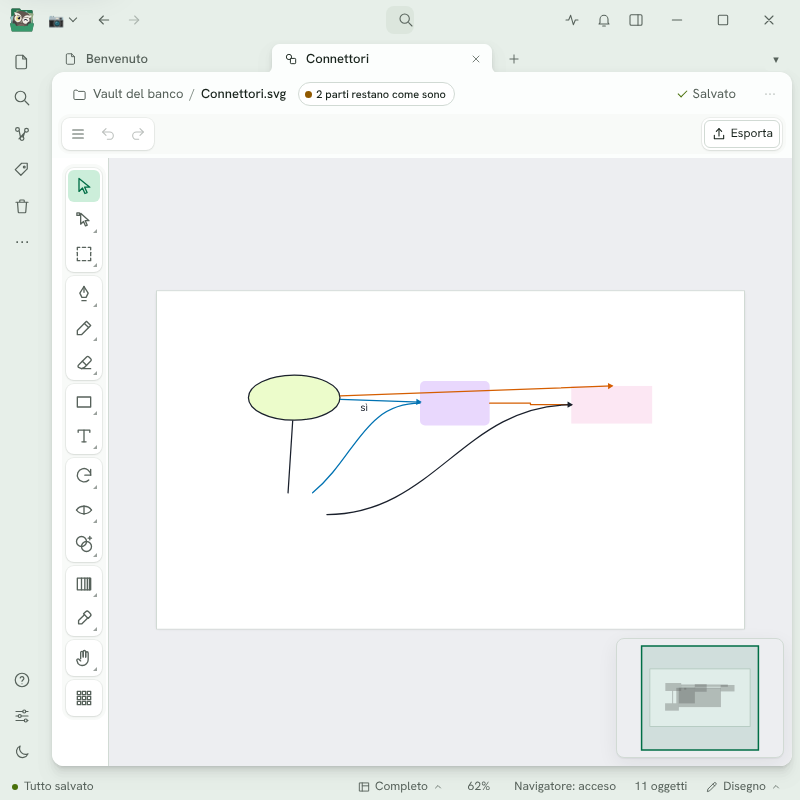 Benvenuto
Connettori
Vault del banco / Connettori.svg
2 parti restano come sono
Salvato
Esporta
sì
Tutto salvato
Completo
62%
Navigatore: acceso
11 oggetti
Disegno